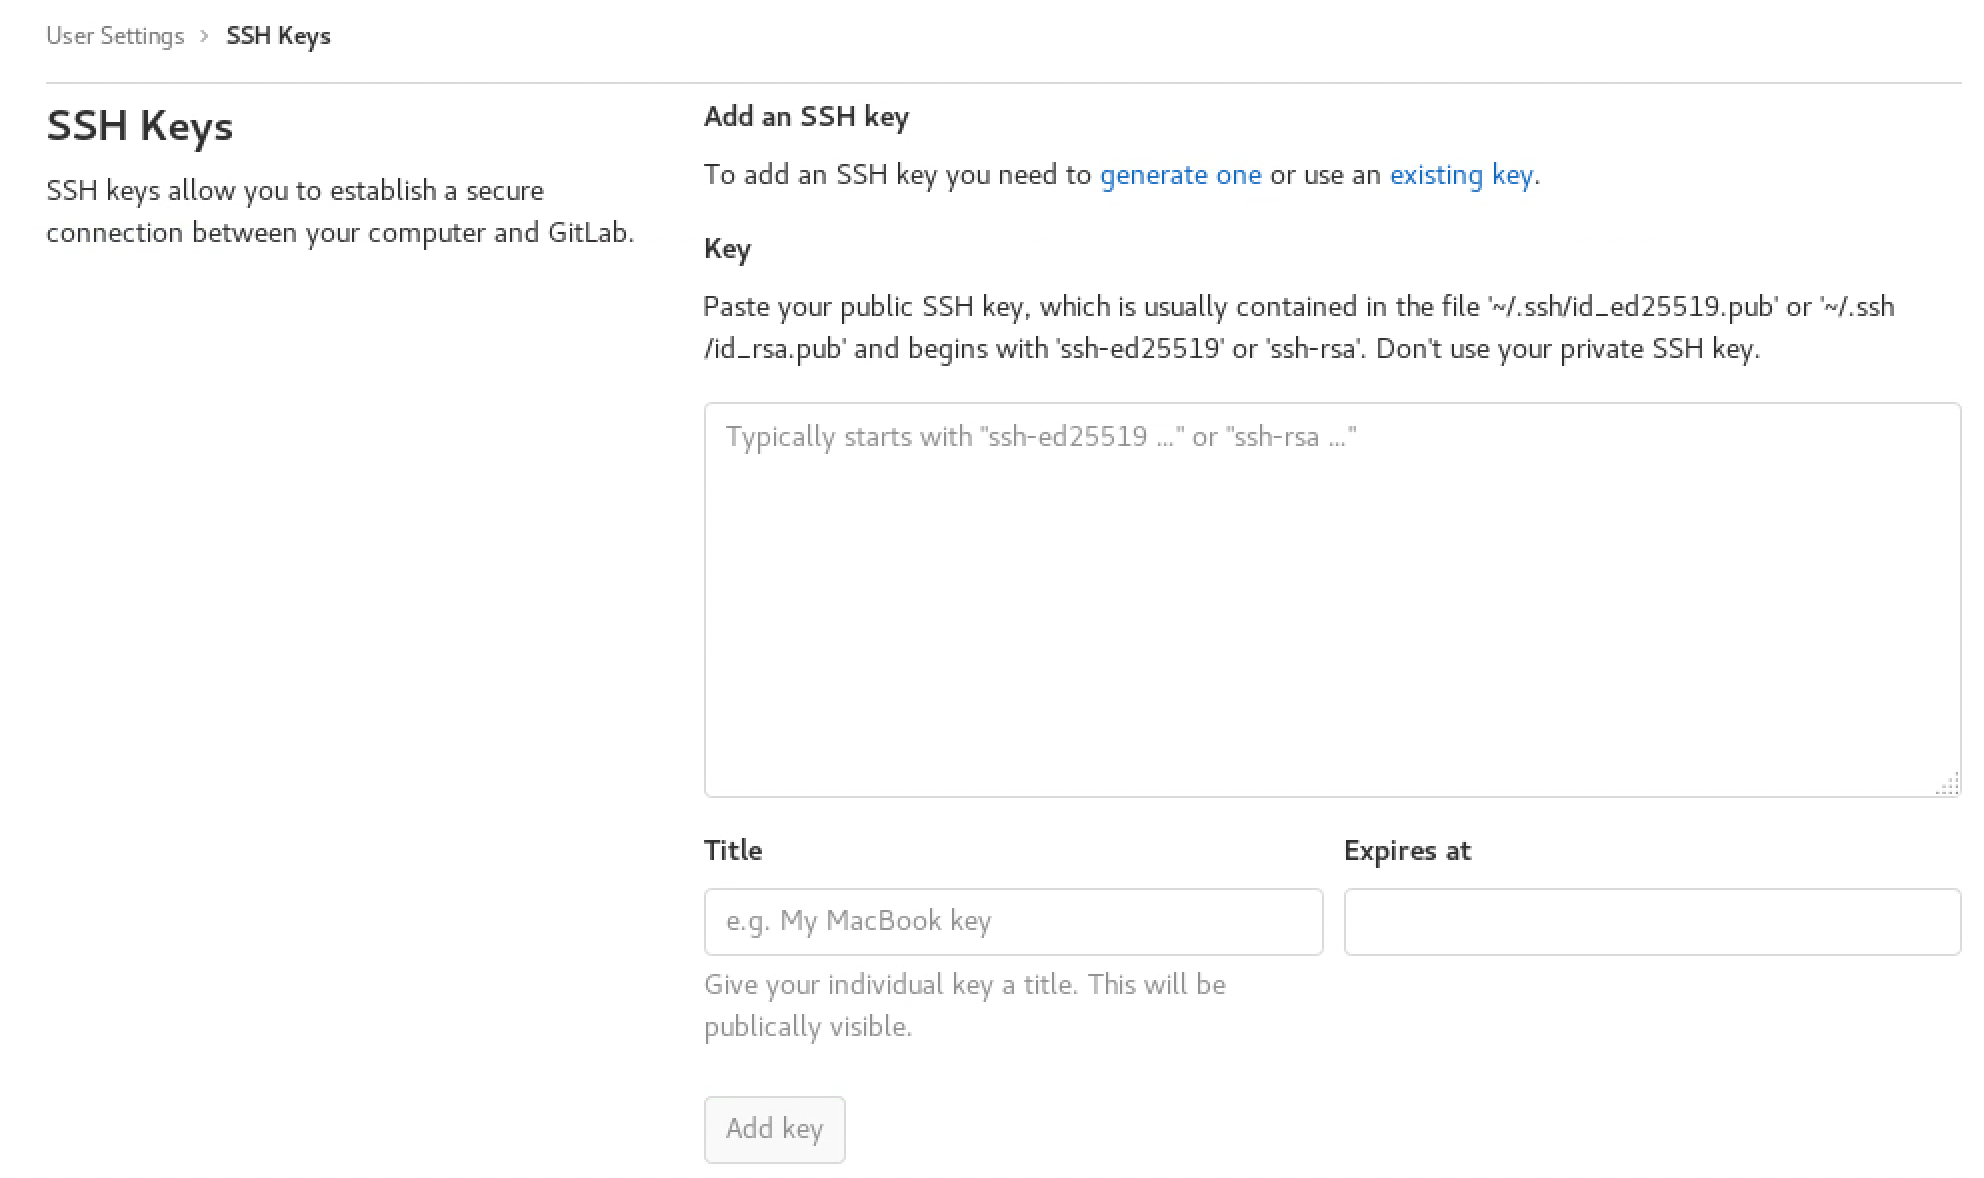 User Settings > SSH Keys
SSH Keys
SSH keys allow you to establish a secure
connection between your computer and GitLab.
Add an SSH key
To add an SSH key you need to generate one or use an existing key.
Key
Paste your public SSH key, which is usually contained in the file '~/.ssh/id_ed25519.pub' or '~/.ssh
/id_rsa.pub' and begins with 'ssh-ed25519' or 'ssh-rsa'. Don't use your private SSH key.
Typically starts with "ssh-ed25519 ..." or "ssh-rsa ..."
Title
Expires at
e.g. My MacBook key
Give your individual key a title. This will be
publically visible.
Add key